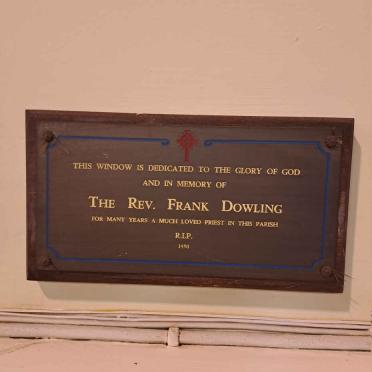 THIS WINDOW IS DEDICATED TO THE GLORY OF GOD
AND IN MEMORY OF
THE REV. FRANK DOWLING
FOR MANY YEARS A MUCH LOVED PRIEST IN THIS PARISH
R.I.P.